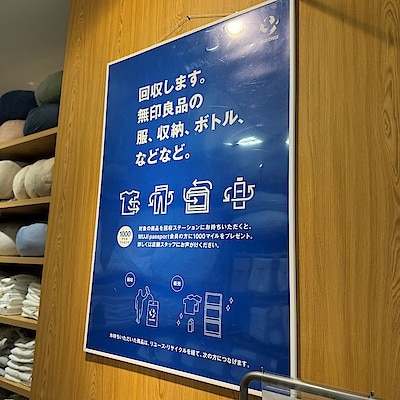 回収します。
無印良品の
服、収納、ボトル、
などなど。
1000
対象の商品を回収ステーションにお持ちいただくと、
MUJI passport会員の方に1000マイルをプレゼント。
詳しくは店舗スタッフにお声がけください。
お持ちいただいた商品は、リユース・リサイクルを経て、次の方につなげます。